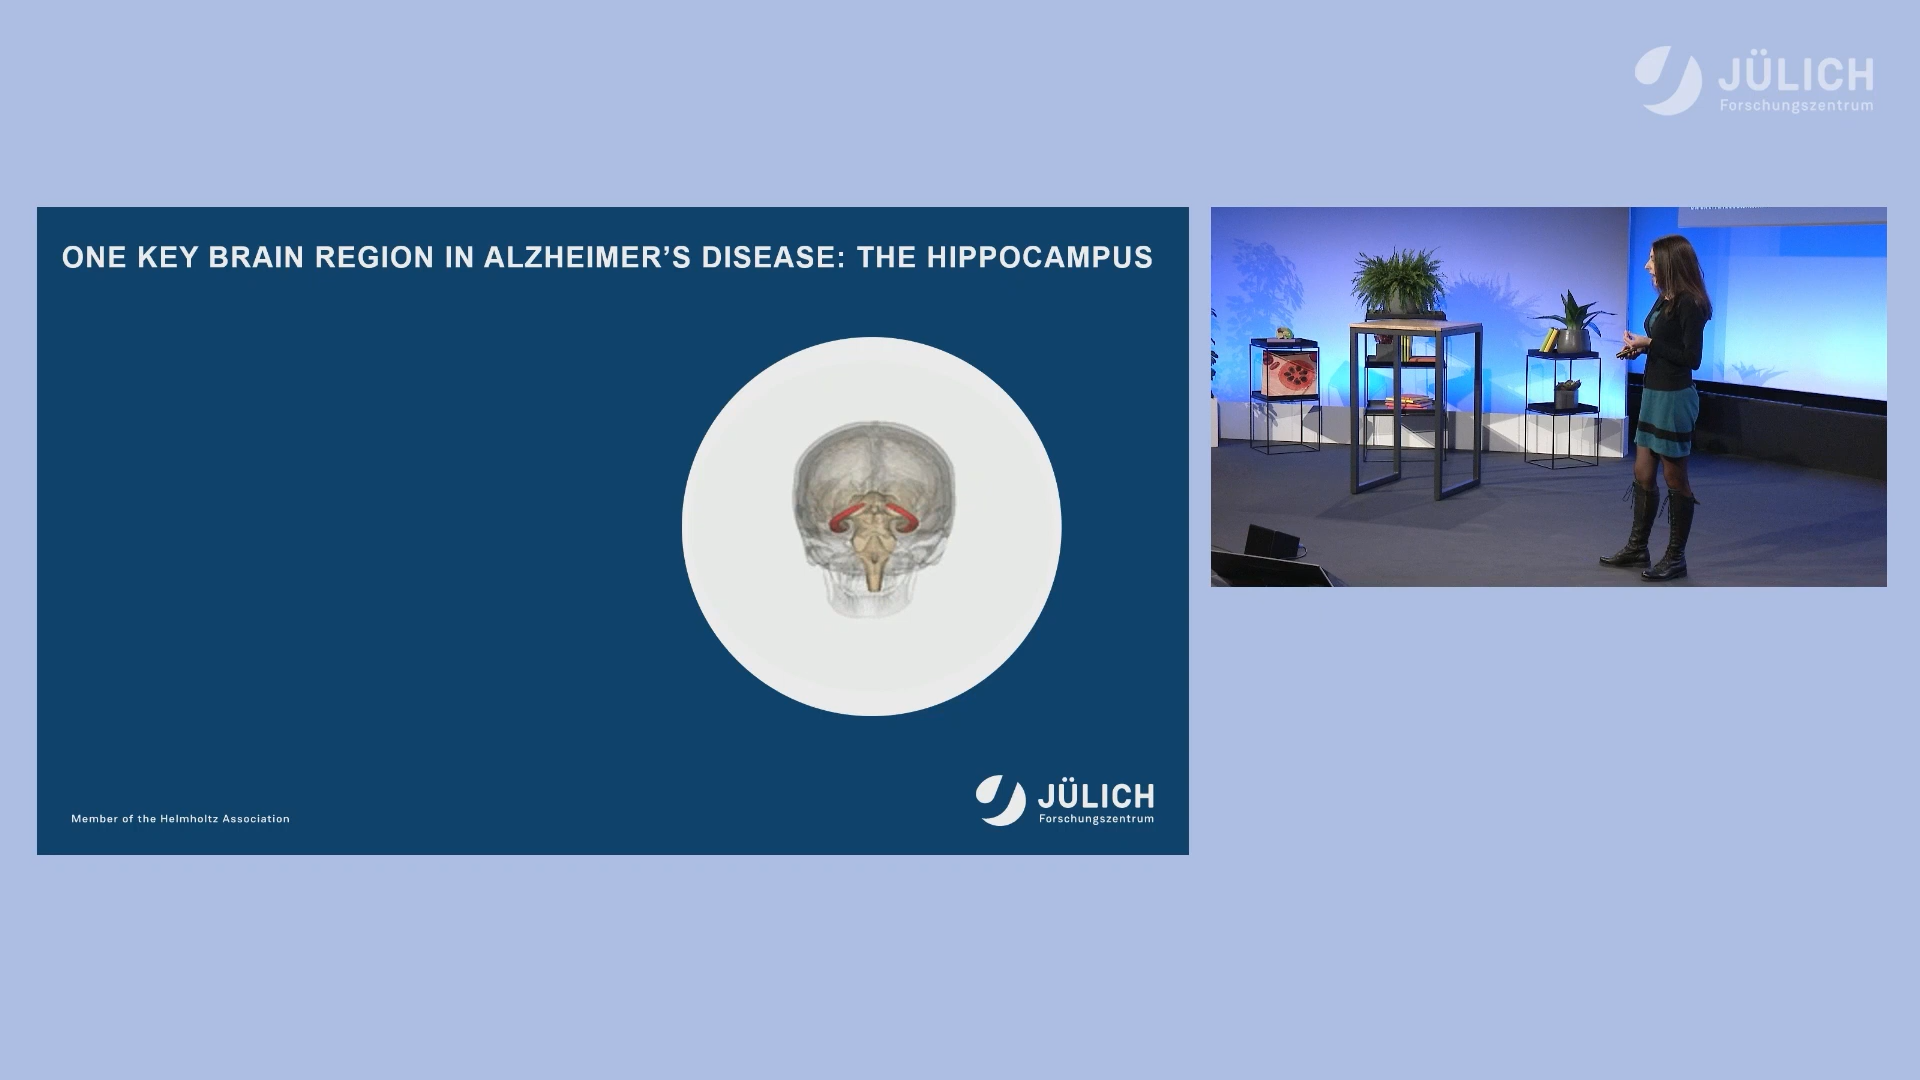 JÜLICH
Forschungszentrum
ONE KEY BRAIN REGION IN ALZHEIMER’S DISEASE: THE HIPPOCAMPUS
JÜLICH
Forschungszentrum
Member of the Helmholtz Association